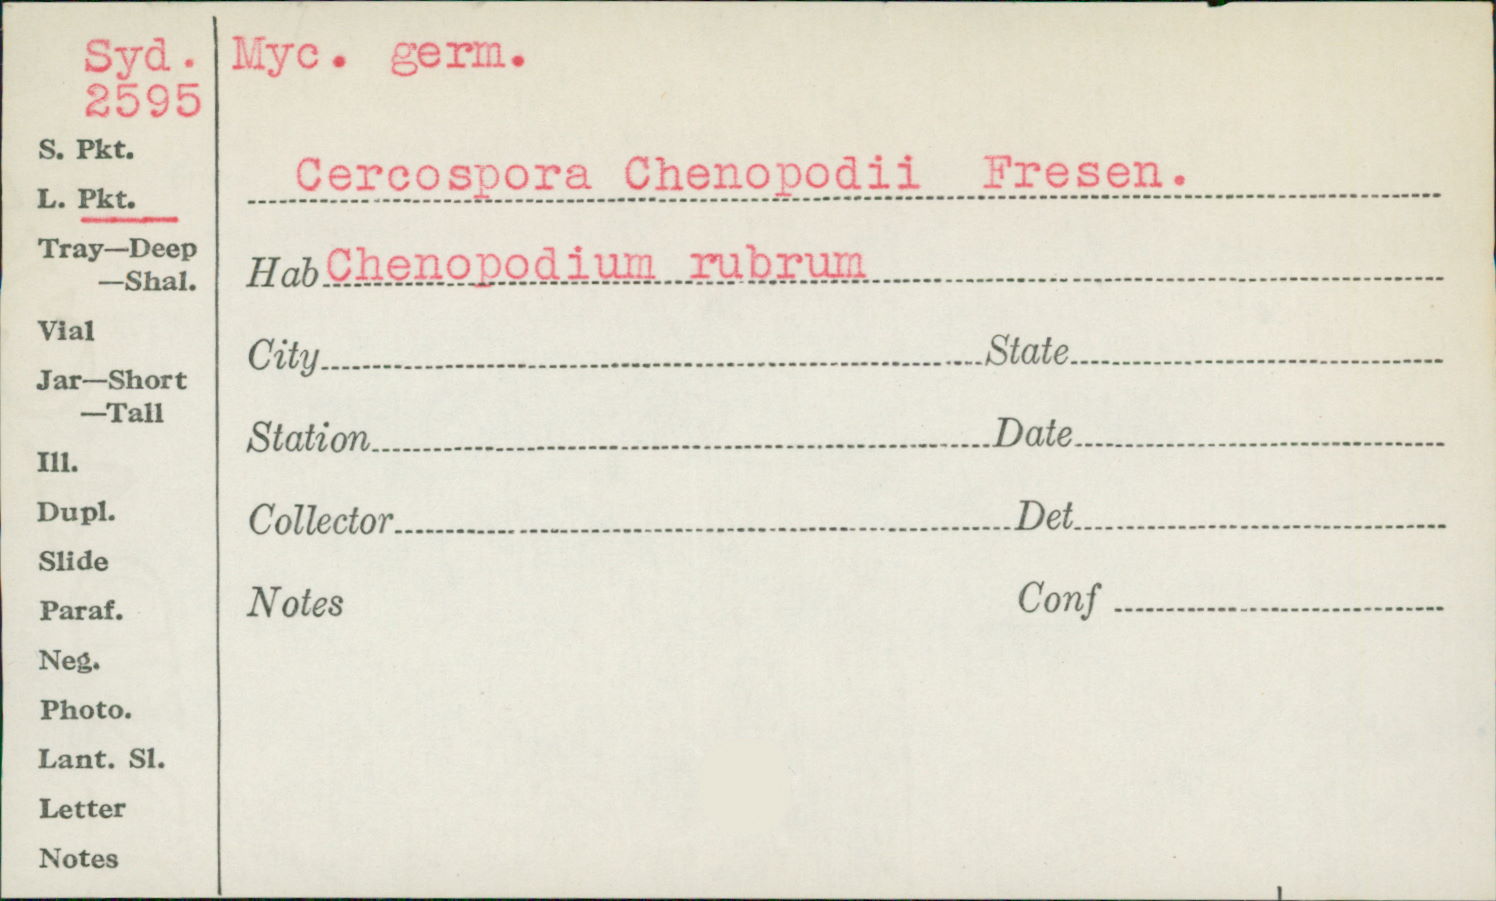 Syd.
2595
S. Pkt.
L. Pkt.
Tray—Deep
—Shal.
Vial
Jar—Short
—Tall
Ill.
Dupl.
Slide
Paraf.
Neg.
Photo.
Lant. Sl.
Letter
Notes
Myc. germ.
Cercospora Chenopodii Fresen.
Hab Chenopodium rubrum
City State
Station Date
Collector Det
Notes Conf